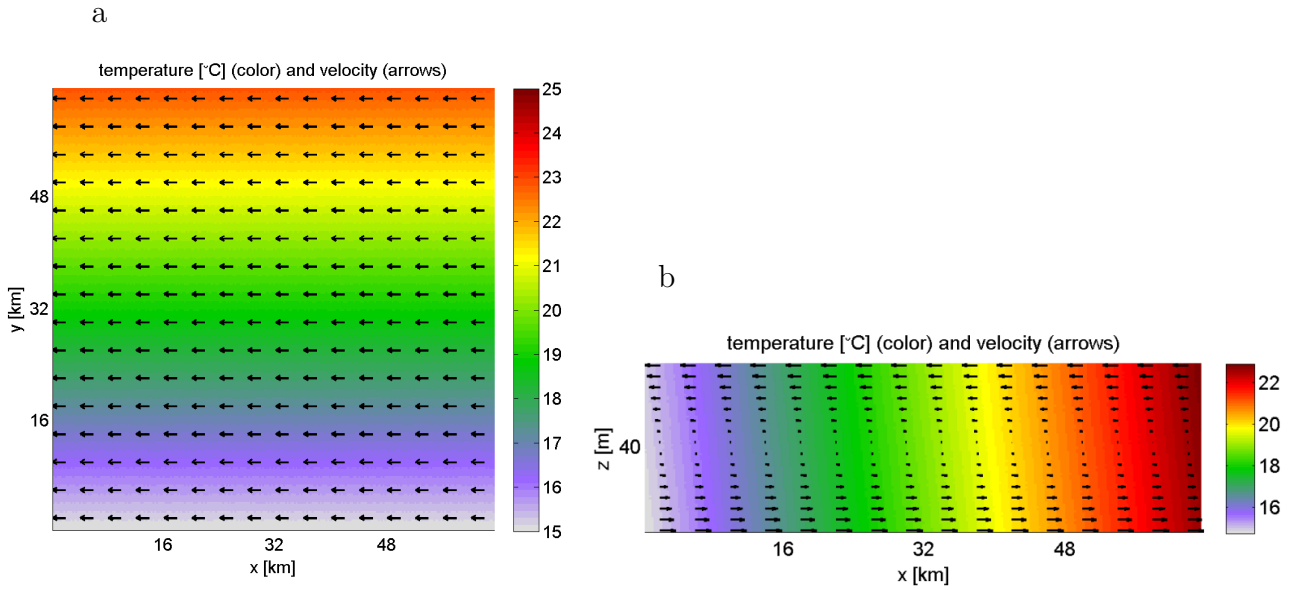 a
temperature [˘C] (color) and velocity (arrows)
25
24
23
22
21
20
19
18
17
16
15
48
32
16
y [km]
16 32 48
x [km]
b
temperature [˘C] (color) and velocity (arrows)
22
20
18
16
40
z [m]
16 32 48
x [km]